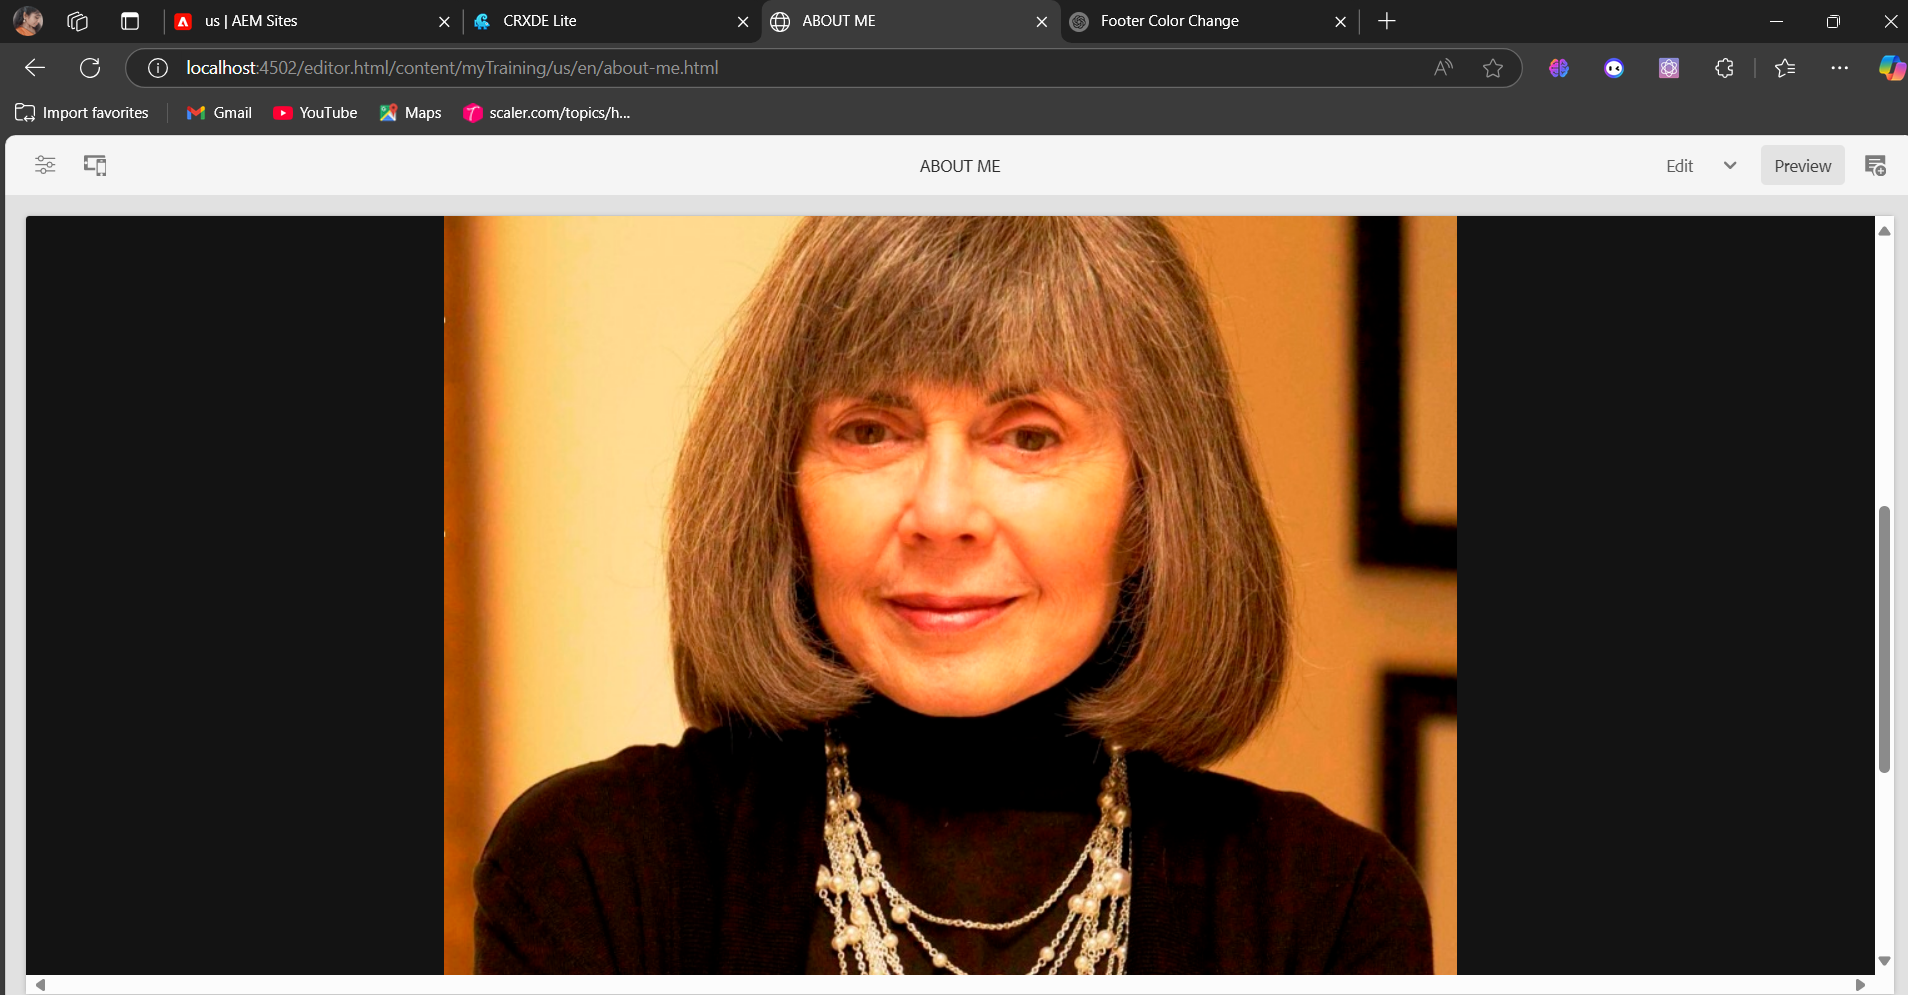 us | AEM Sites
CRXDE Lite
ABOUT ME
Footer Color Change
localhost:4502/editor.html/content/myTraining/us/en/about-me.html
Import favorites
Gmail
YouTube
Maps
scaler.com/topics/h...
ABOUT ME
Edit
Preview